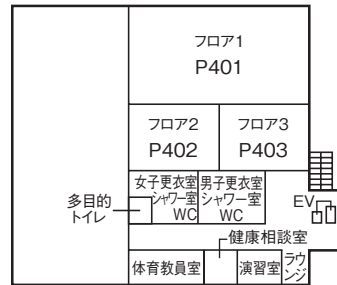 フロア1
P401
フロア2
P402
フロア3
P403
女子更衣室
シャワー室
WC
男子更衣室
シャワー室
WC
多目的
トイレ
EV
健康相談室
体育教員室
演習室
ラウ
ンジ